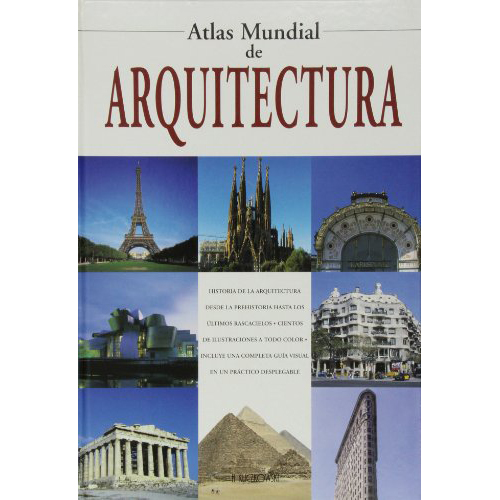 Atlas Mundial
de
ARQUITECTURA
HISTORIA DE LA ARQUITECTURA
DESDE LA PREHISTORIA HASTA LOS
ÚLTIMOS RASCACIELOS • CIENTOS
DE ILUSTRACIONES A TODO COLOR •
INCLUYE UNA COMPLETA GUÍA VISUAL
EN UN PRÁCTICO DESPLEGABLE
H KLICZKOWSKI